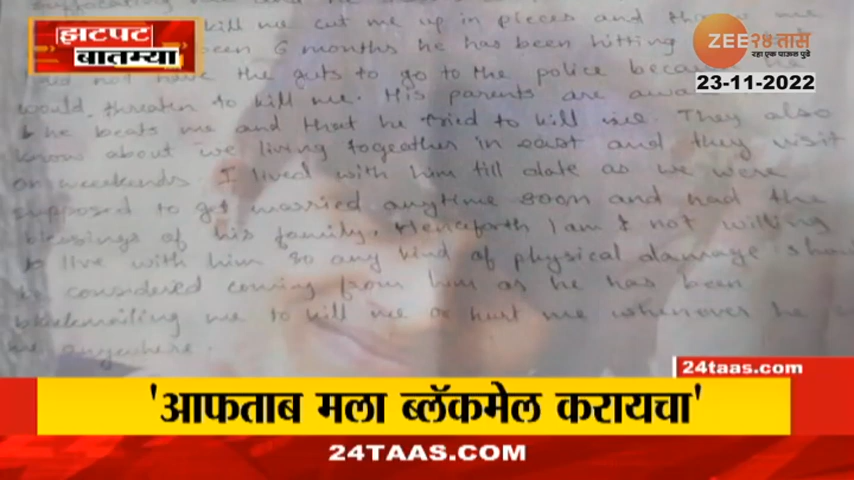 झटपट
बातम्या
ZEE २४ तास
रहा एक पाऊल पुढे
23-11-2022
kill me cut me up in pieces and
been 6 months he has been hitting
did not have the guts to go to the police because he
would threaten to kill me. His parents are
he beats me and that he tried to kill me. They also
know about we living together in and they visit
on weekends. I lived with him till date as we were
supposed to get married anytime soon and had the
blessings of his family. Henceforth I am not willing
to live with him so any kind of physical damage
be considered coming from him as he has been
blackmailing me to kill me or hurt me whenever he
me anywhere.
24taas.com
'आफताब मला ब्लॅकमेल करायचा'
24TAAS.COM